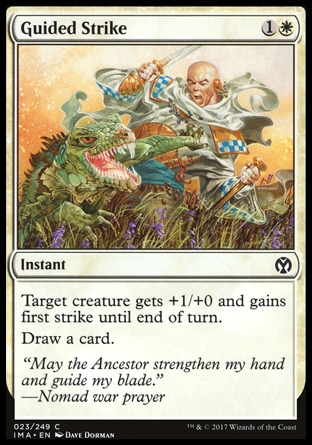 Guided Strike 1
Instant
Target creature gets +1/+0 and gains
first strike until end of turn.
Draw a card.
“May the Ancestor strengthen my hand
and guide my blade.”
—Nomad war prayer
023/249 C
IMA • EN Dave Dorman ™ & © 2017 Wizards of the Coast